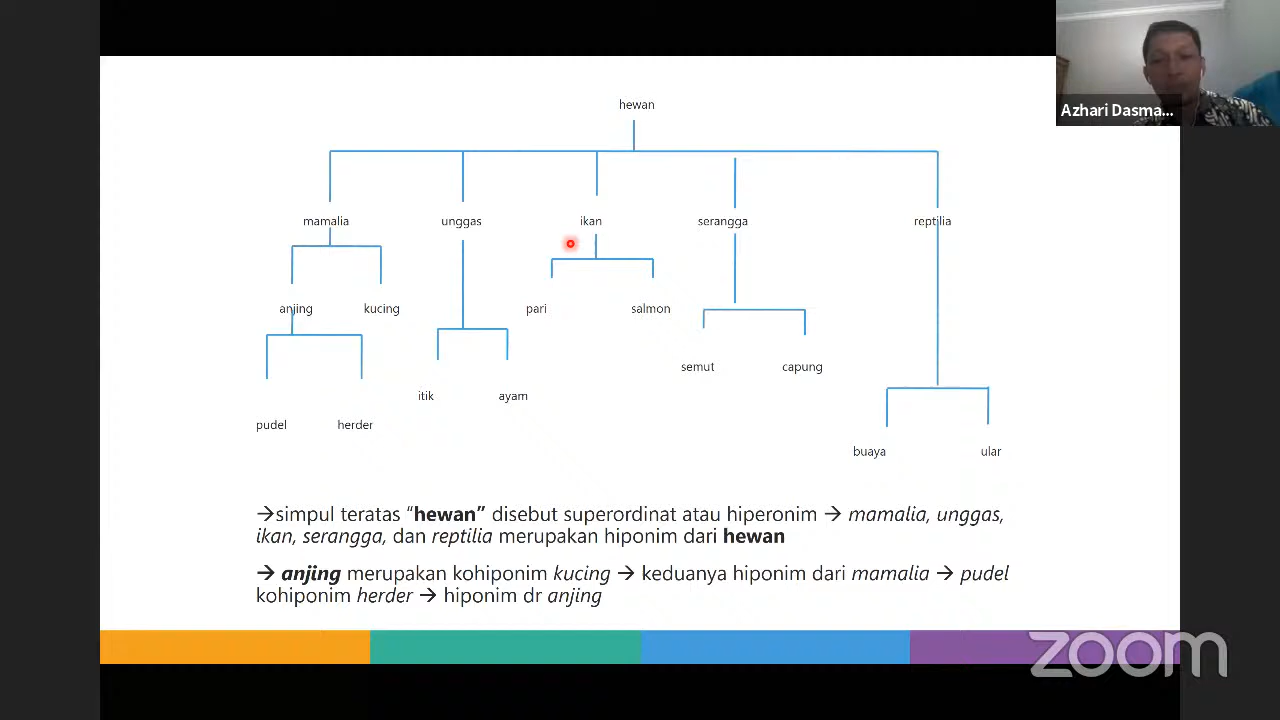 hewan
Azhari Dasma...
mamalia unggas ikan serangga reptilia
anjing kucing pari salmon
semut capung
itik ayam
pudel herder
buaya ular
→simpul teratas “hewan” disebut superordinat atau hiperonim → mamalia, unggas,
ikan, serangga, dan reptilia merupakan hiponim dari hewan
→ anjing merupakan kohiponim kucing → keduanya hiponim dari mamalia → pudel
kohiponim herder → hiponim dr anjing
zoom